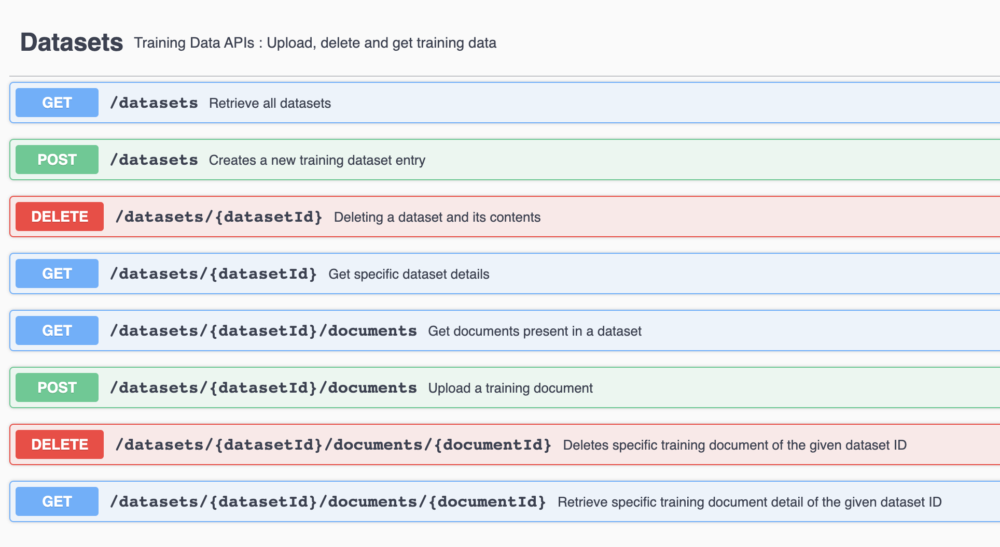 Datasets Training Data APIs : Upload, delete and get training data
GET /datasets Retrieve all datasets
POST /datasets Creates a new training dataset entry
DELETE /datasets/{datasetId} Deleting a dataset and its contents
GET /datasets/{datasetId} Get specific dataset details
GET /datasets/{datasetId}/documents Get documents present in a dataset
POST /datasets/{datasetId}/documents Upload a training document
DELETE /datasets/{datasetId}/documents/{documentId} Deletes specific training document of the given dataset ID
GET /datasets/{datasetId}/documents/{documentId} Retrieve specific training document detail of the given dataset ID